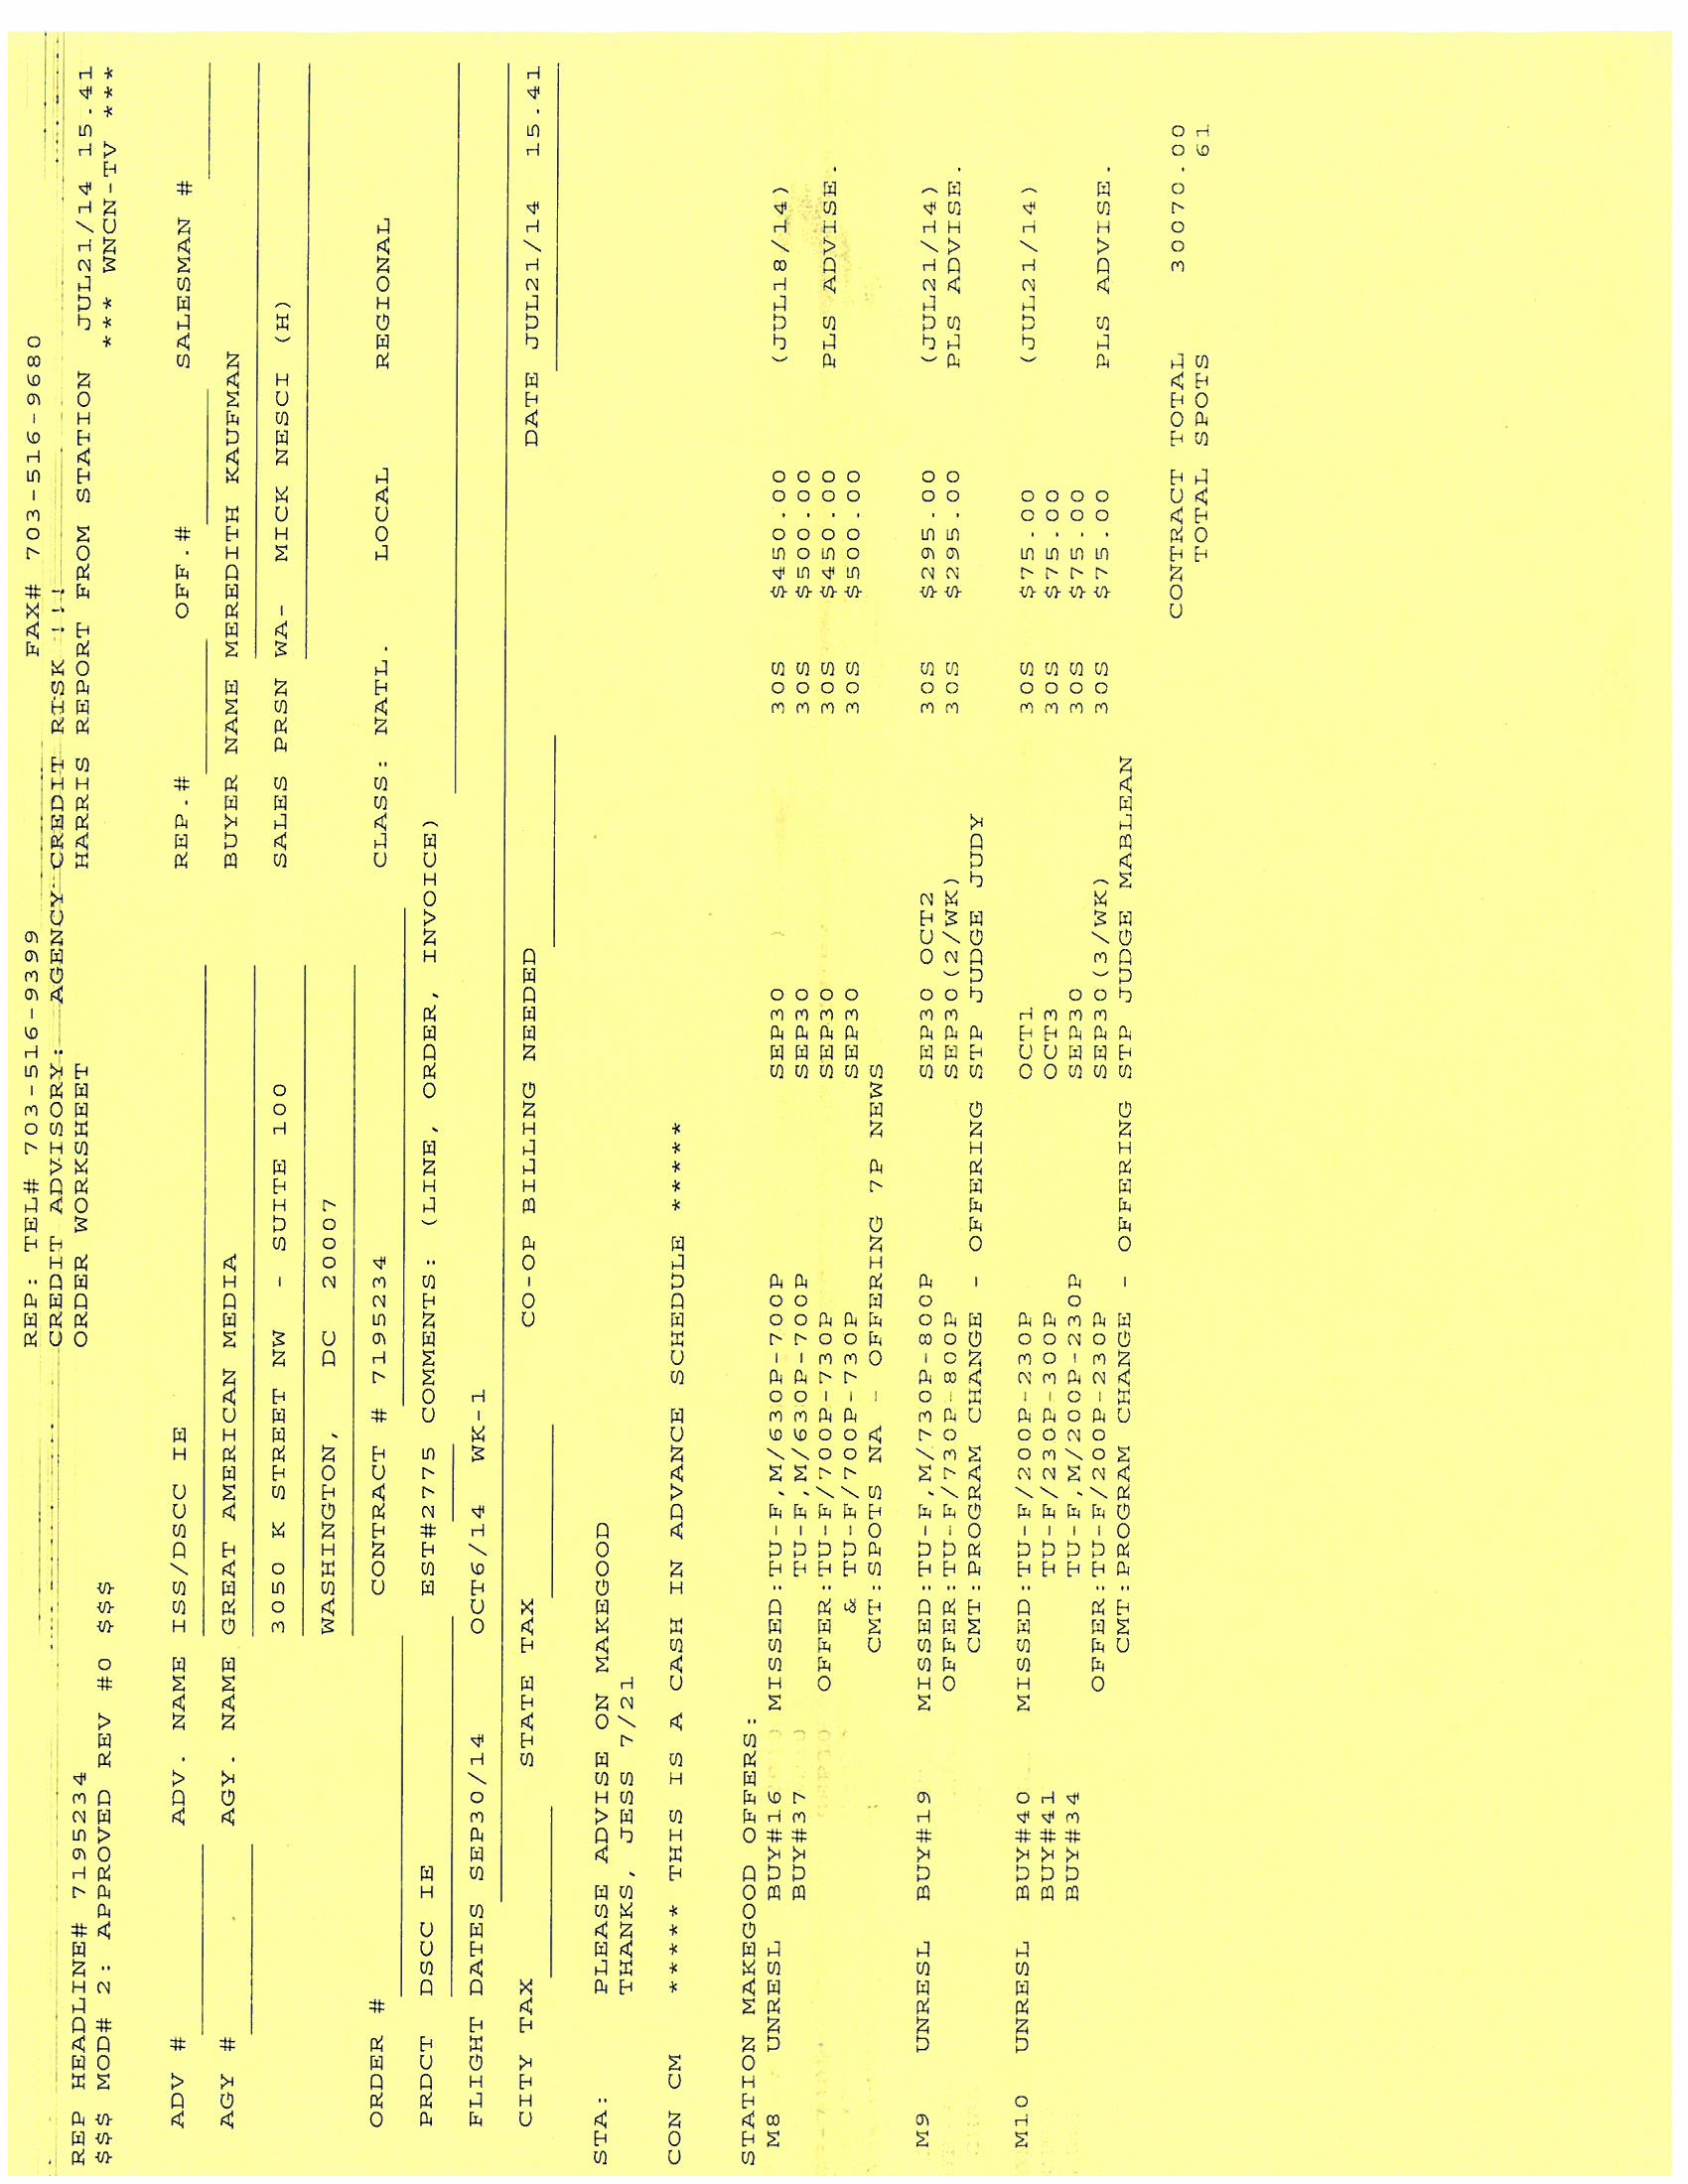 REP: TEL# 703-516-9399 FAX# 703-516-9680
CREDIT ADVISORY: AGENCY CREDIT RISK !!!
REP HEADLINE# 7195234 ORDER WORKSHEET HARRIS REPORT FROM STATION JUL21/14 15.41
$$$ MOD# 2: APPROVED REV #0 $$$ *** WNCN-TV ***
ADV # ADV. NAME ISS/DSCC IE REP.# OFF.# SALESMAN #
AGY # AGY. NAME GREAT AMERICAN MEDIA BUYER NAME MEREDITH KAUFMAN
3050 K STREET NW - SUITE 100 SALES PRSN WA- MICK NESCI (H)
WASHINGTON, DC 20007
ORDER # CONTRACT # 7195234 CLASS: NATL. LOCAL REGIONAL
PRDCT DSCC IE EST#2775 COMMENTS: (LINE, ORDER, INVOICE)
FLIGHT DATES SEP30/14 OCT6/14 WK-1
CITY TAX STATE TAX CO-OP BILLING NEEDED DATE JUL21/14 15.41
STA: PLEASE ADVISE ON MAKEGOOD
THANKS, JESS 7/21
CON CM ***** THIS IS A CASH IN ADVANCE SCHEDULE *****
STATION MAKEGOOD OFFERS:
M8 UNRESL BUY#16 MISSED:TU-F,M/630P-700P SEP30 30S $450.00 (JUL18/14)
BUY#37 TU-F,M/630P-700P SEP30 30S $500.00
OFFER:TU-F/700P-730P SEP30 30S $450.00 PLS ADVISE.
& TU-F/700P-730P SEP30 30S $500.00
CMT:SPOTS NA - OFFERING 7P NEWS
M9 UNRESL BUY#19 MISSED:TU-F,M/730P-800P SEP30 OCT2 30S $295.00 (JUL21/14)
OFFER:TU-F/730P-800P SEP30(2/WK) 30S $295.00 PLS ADVISE.
CMT:PROGRAM CHANGE - OFFERING STP JUDGE JUDY
M10 UNRESL BUY#40 MISSED:TU-F/200P-230P OCT1 30S $75.00 (JUL21/14)
BUY#41 TU-F/230P-300P OCT3 30S $75.00
BUY#34 TU-F,M/200P-230P SEP30 30S $75.00
OFFER:TU-F/200P-230P SEP30(3/WK) 30S $75.00 PLS ADVISE.
CMT:PROGRAM CHANGE - OFFERING STP JUDGE MABLEAN
CONTRACT TOTAL 30070.00
TOTAL SPOTS 61